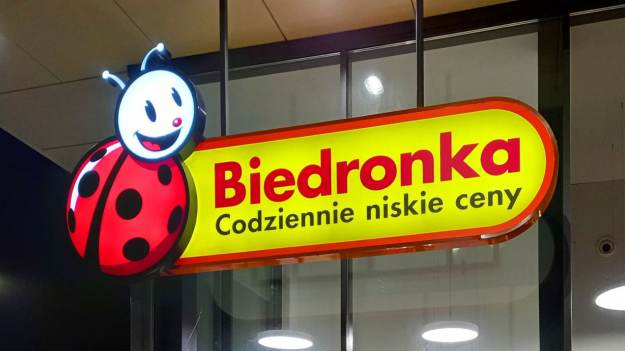 Biedronka
Codziennie niskie ceny